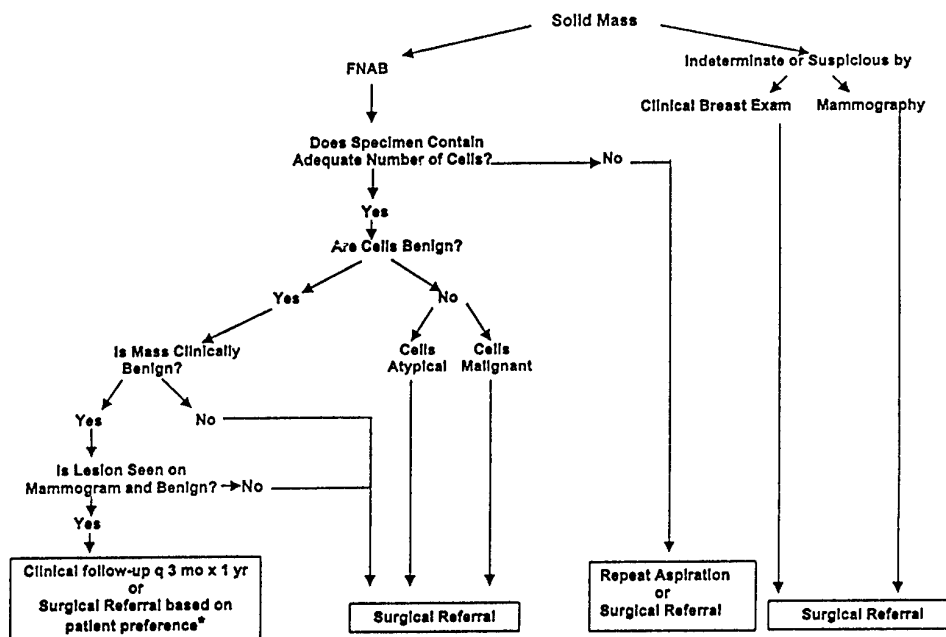 Solid Mass
FNAB
Indeterminate or Suspicious by
Clinical Breast Exam
Mammography
Does Specimen Contain
Adequate Number of Cells?
No
Yes
Are Cells Benign?
Yes
No
Is Mass Clinically
Benign?
Cells
Atypical
Cells
Malignant
Yes
No
Is Lesion Seen on
Mammogram and Benign?
No
Yes
Clinical follow-up q 3 mo x 1 yr
or
Surgical Referral based on
patient preference*
Surgical Referral
Repeat Aspiration
or
Surgical Referral
Surgical Referral